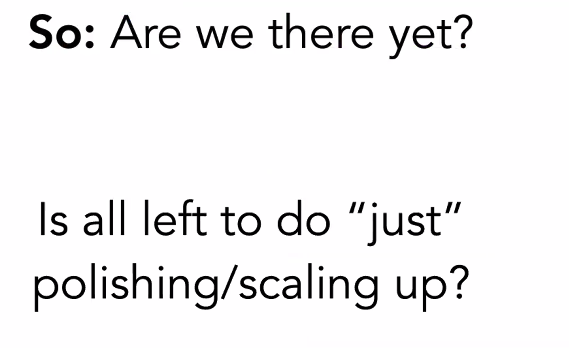 So: Are we there yet?
Is all left to do “just”
polishing/scaling up?